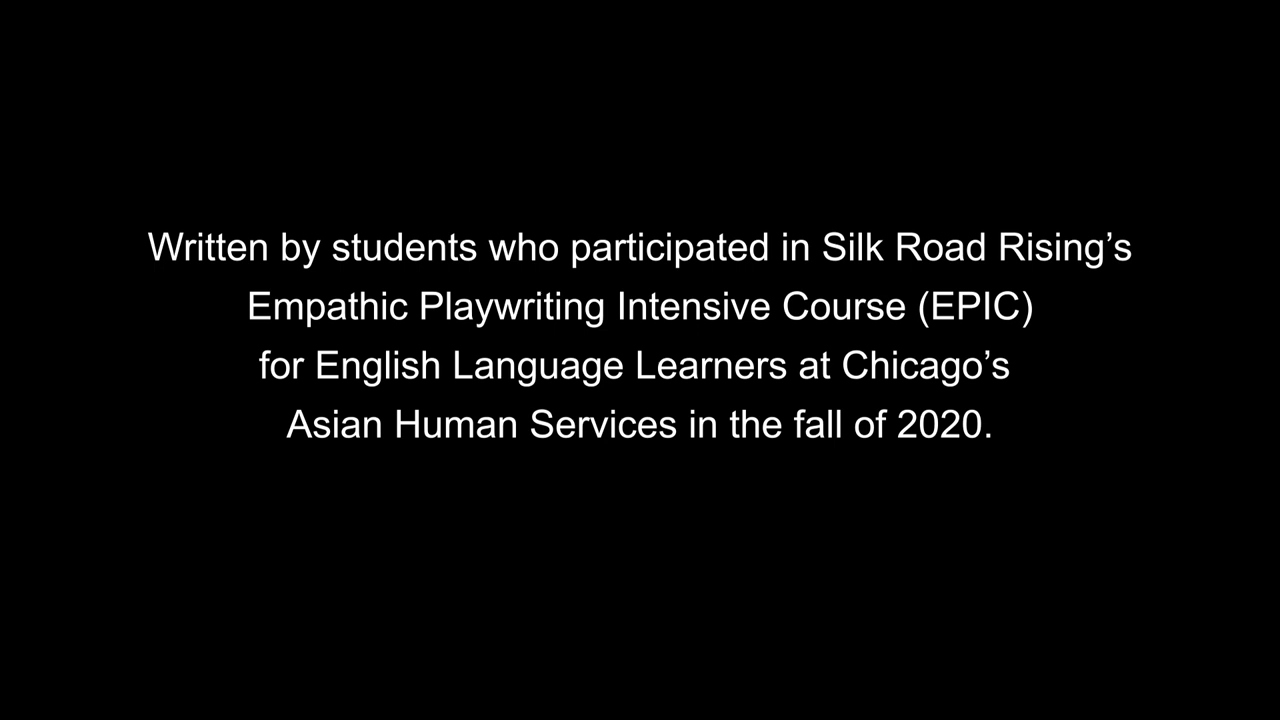 Written by students who participated in Silk Road Rising’s
Empathic Playwriting Intensive Course (EPIC)
for English Language Learners at Chicago’s
Asian Human Services in the fall of 2020.